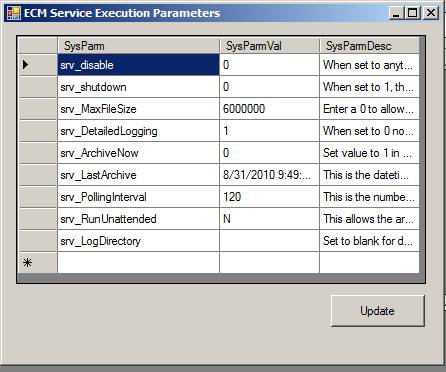 ECM Service Execution Parameters
SysParm SysParmVal SysParmDesc
srv_disable 0 When set to anyt...
srv_shutdown 0 When set to 1, th...
srv_MaxFileSize 6000000 Enter a 0 to allow...
srv_DetailedLogging 1 When set to 0 no...
srv_ArchiveNow 0 Set value to 1 in ...
srv_LastArchive 8/31/2010 9:49:... This is the dateti...
srv_PollingInterval 120 This is the numbe...
srv_RunUnattended N This allows the ar...
srv_LogDirectory Set to blank for d...
Update